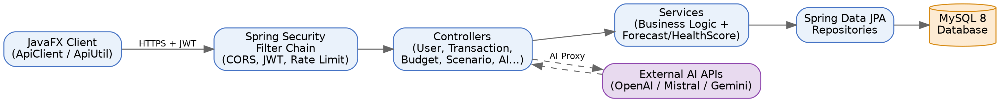 JavaFX Client
(ApiClient / ApiUtil)
HTTPS + JWT
Spring Security
Filter Chain
(CORS, JWT, Rate Limit)
Controllers
(User, Transaction,
Budget, Scenario, AI...)
AI Proxy
Services
(Business Logic +
Forecast/HealthScore)
External AI APIs
(OpenAI / Mistral / Gemini)
Spring Data JPA
Repositories
MySQL 8
Database